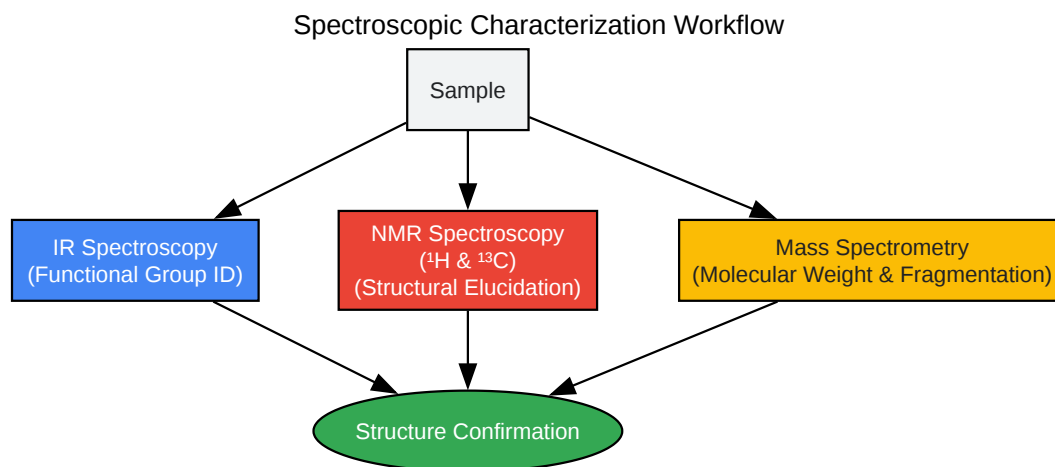 Spectroscopic Characterization Workflow
Sample
IR Spectroscopy
(Functional Group ID)
NMR Spectroscopy
(¹H & ¹³C)
(Structural Elucidation)
Mass Spectrometry
(Molecular Weight & Fragmentation)
Structure Confirmation